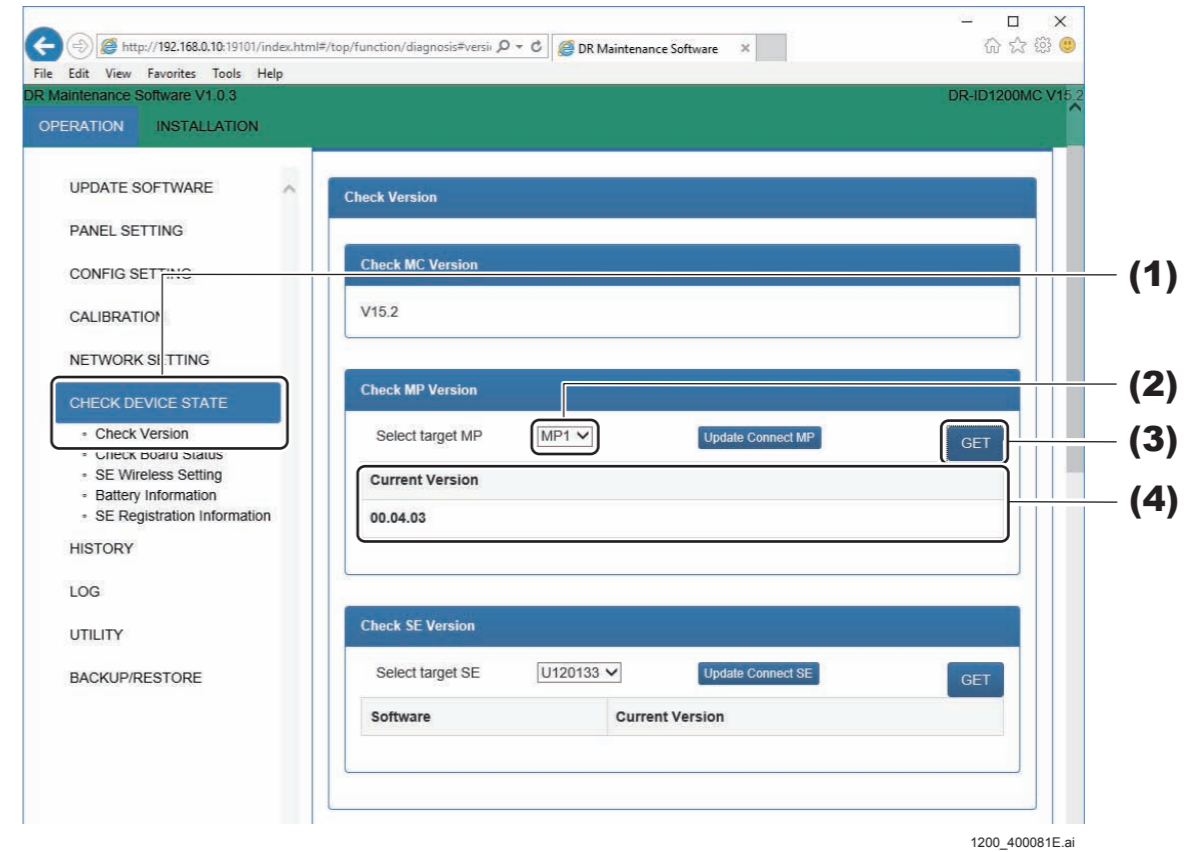 http://192.168.0.10:19101/index.html#/top/function/diagnosis#versi
DR Maintenance Software
File Edit View Favorites Tools Help
DR Maintenance Software V1.0.3
DR-ID1200MC V15.2
OPERATION INSTALLATION
UPDATE SOFTWARE
PANEL SETTING
CONFIG SETTING
CALIBRATION
NETWORK SETTING
CHECK DEVICE STATE
Check Version
Check Board Status
SE Wireless Setting
Battery Information
SE Registration Information
HISTORY
LOG
UTILITY
BACKUP/RESTORE
Check Version
Check MC Version
V15.2
Check MP Version
Select target MP MP1 Update Connect MP GET
Current Version
00.04.03
Check SE Version
Select target SE U120133 Update Connect SE GET
Software Current Version
(1)
(2)
(3)
(4)
1200_400081E.ai